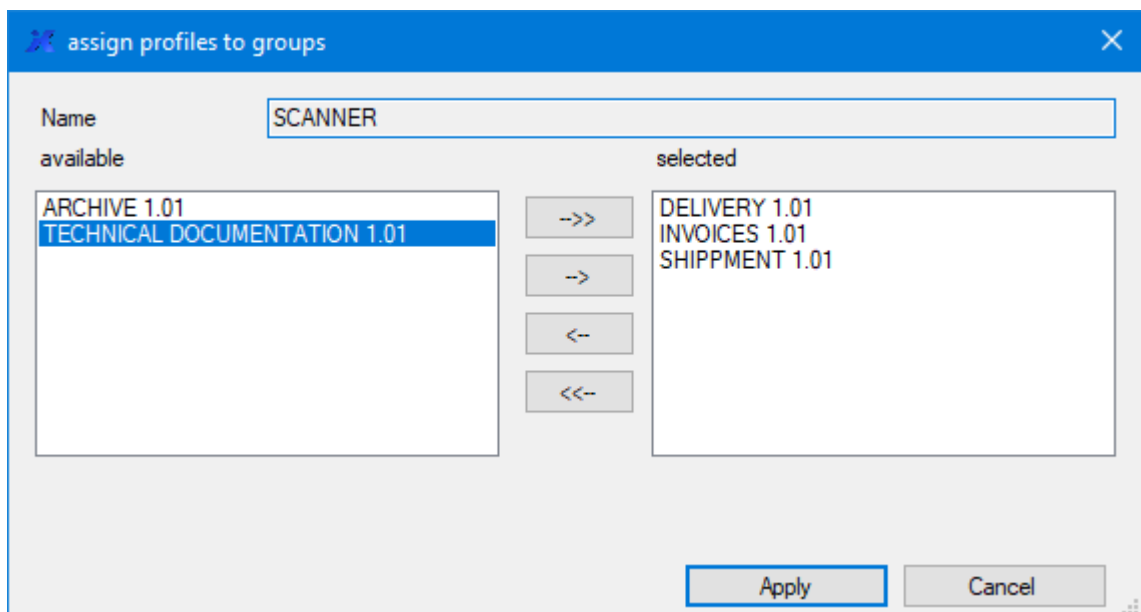 assign profiles to groups
Name
SCANNER
available
selected
ARCHIVE 1.01
TECHNICAL DOCUMENTATION 1.01
-->>
-->
<--
<<--
DELIVERY 1.01
INVOICES 1.01
SHIPPMENT 1.01
Apply
Cancel